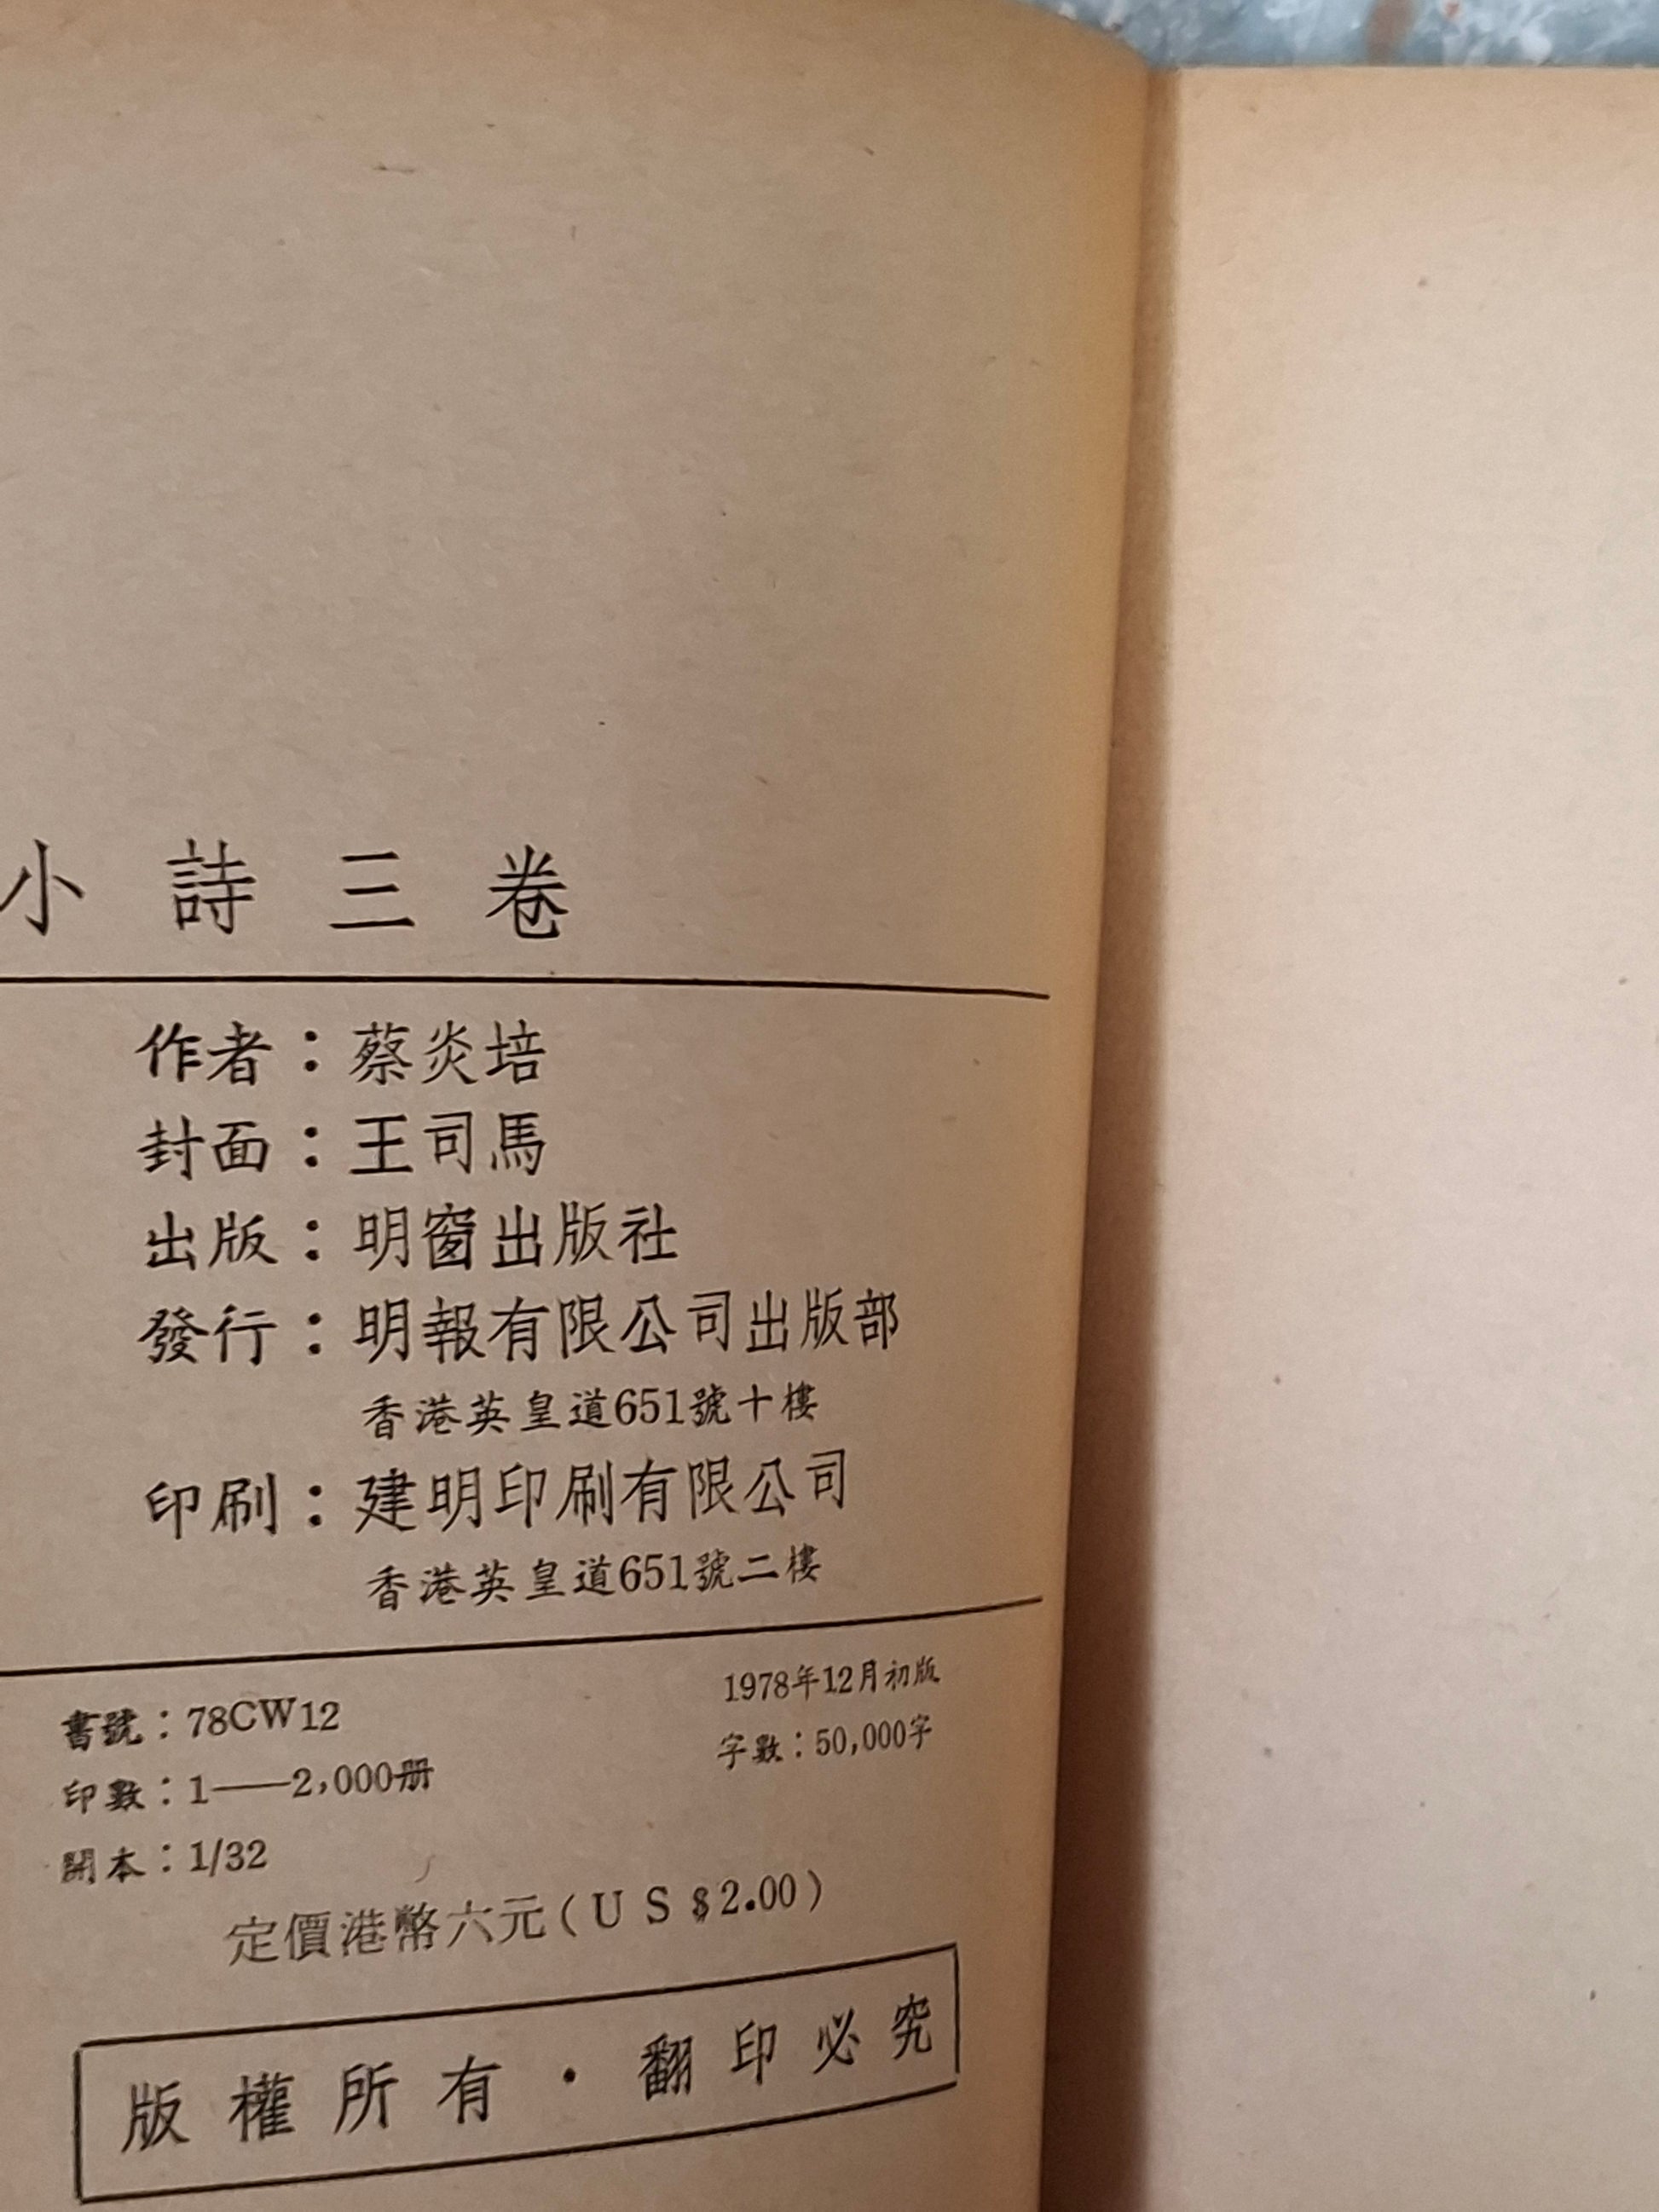 小詩三卷
作者：蔡炎培
封面：王司馬
出版：明窗出版社
發行：明報有限公司出版部
香港英皇道651號十樓
印刷：建明印刷有限公司
香港英皇道651號二樓
書號：78CW12
1978年12月初版
印數：1——2,000册
字數：50,000字
開本：1/32
定價港幣六元(US$2.00)
版權所有·翻印必究